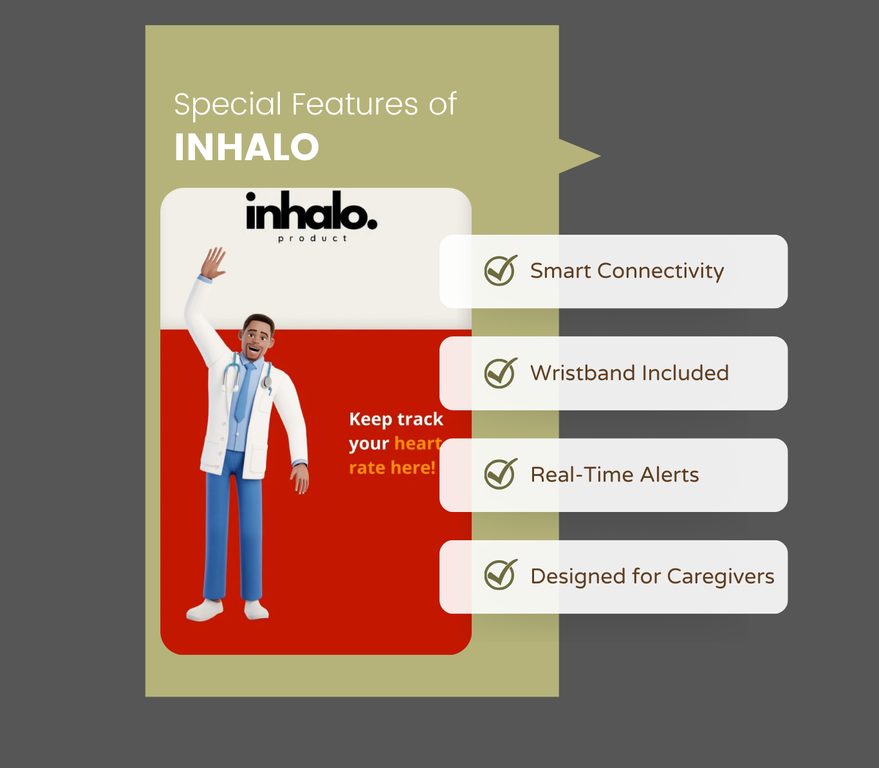 Special Features of
INHALO
inhalo.
product
Keep track
your heart
rate here!
Smart Connectivity
Wristband Included
Real-Time Alerts
Designed for Caregivers